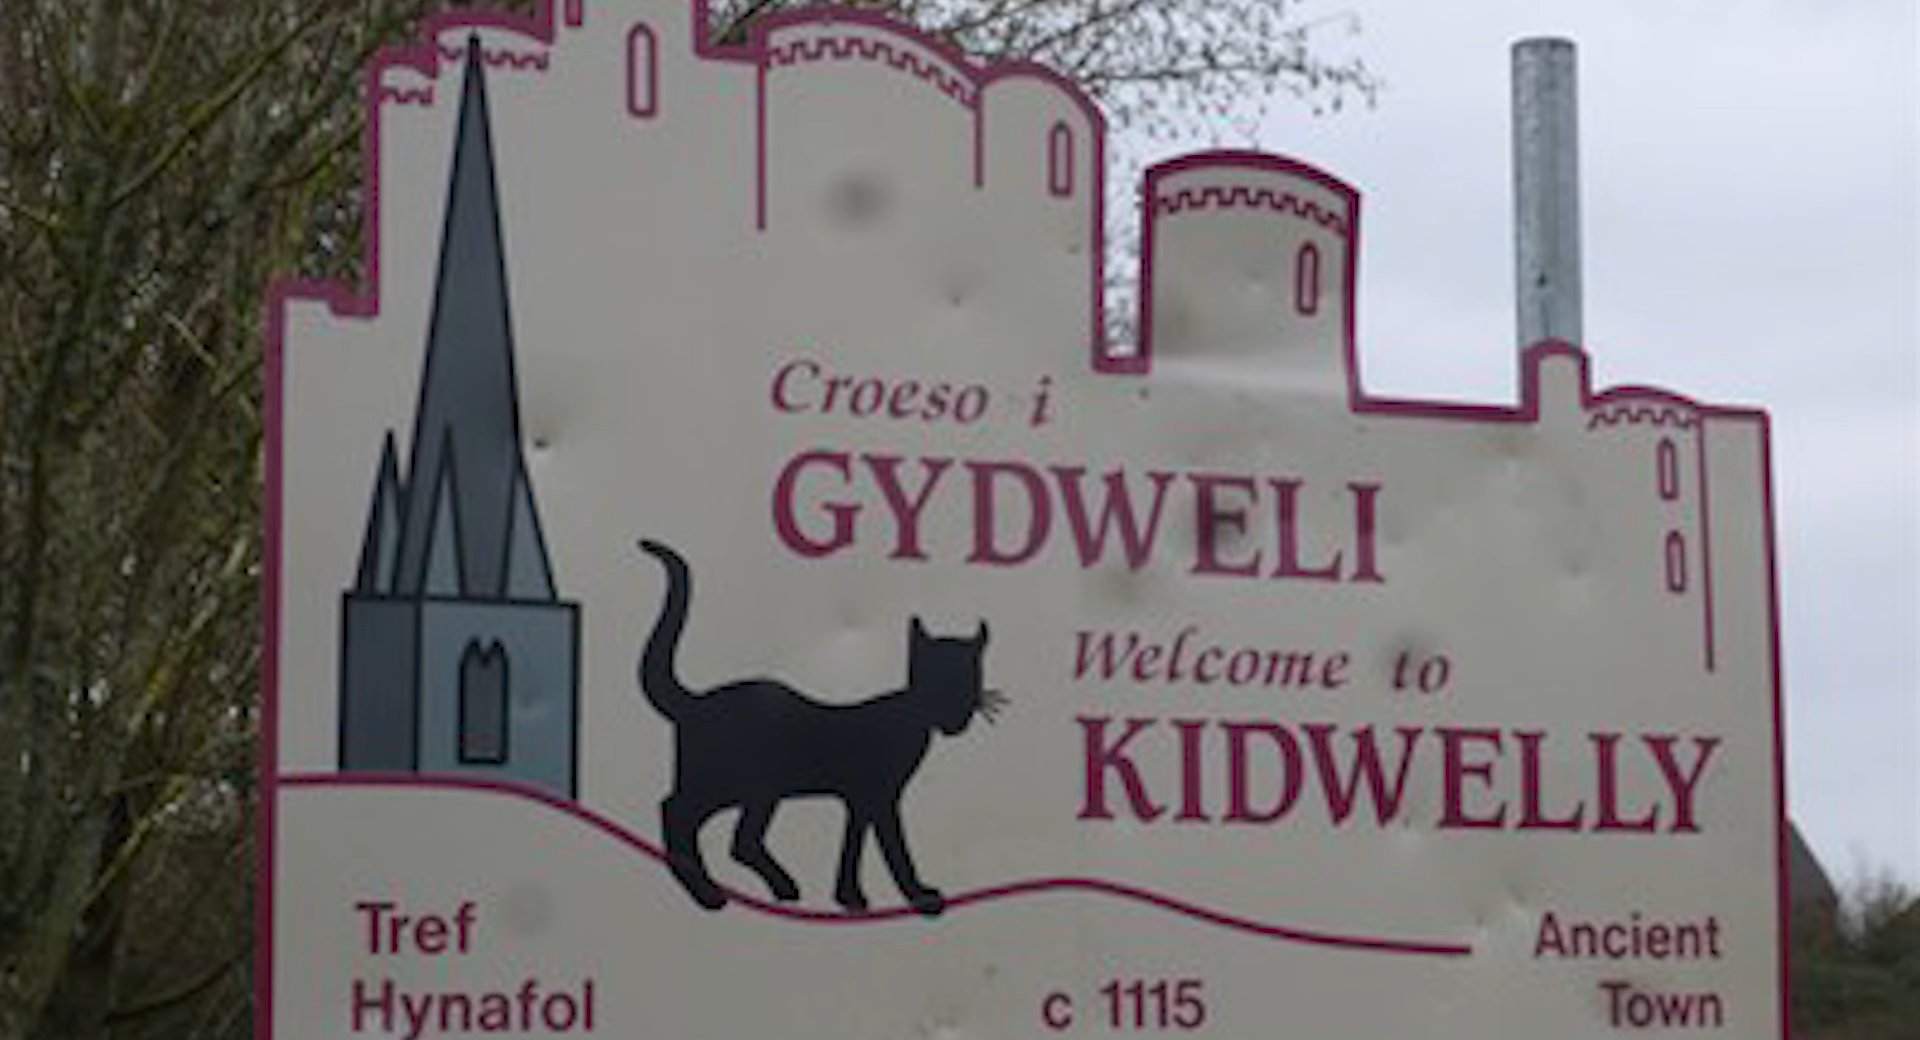 Croeso i
GYDWELI
Welcome to
KIDWELLY
Tref
Hynafol
c 1115
Ancient
Town